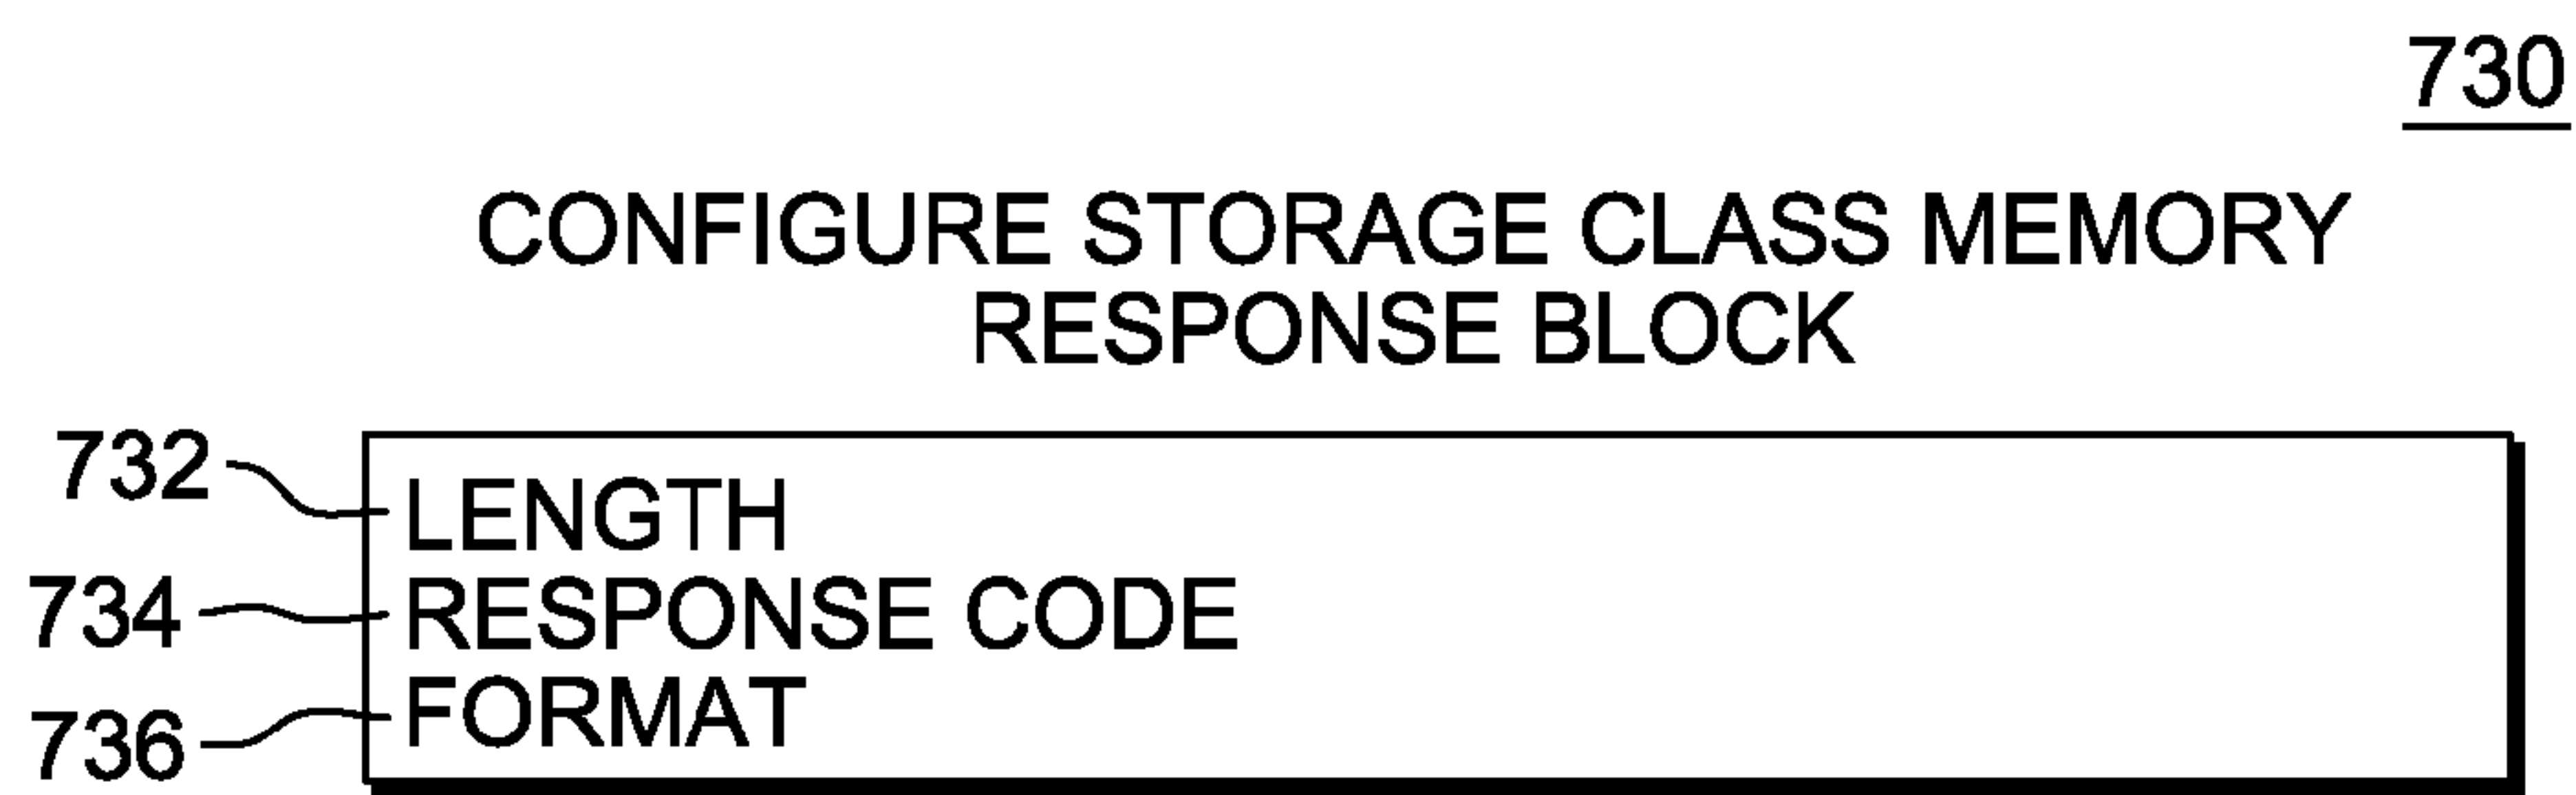 730
CONFIGURE STORAGE CLASS MEMORY
RESPONSE BLOCK
732 LENGTH
734 RESPONSE CODE
736 FORMAT